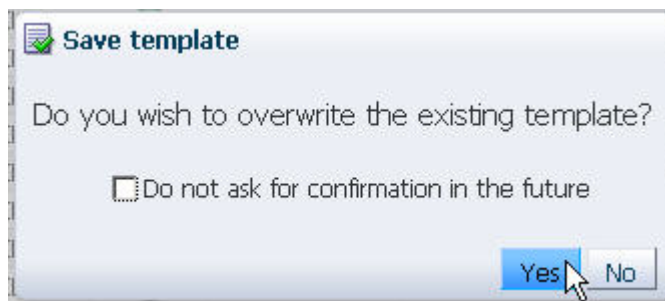 Save template
Do you wish to overwrite the existing template?
Do not ask for confirmation in the future
Yes No